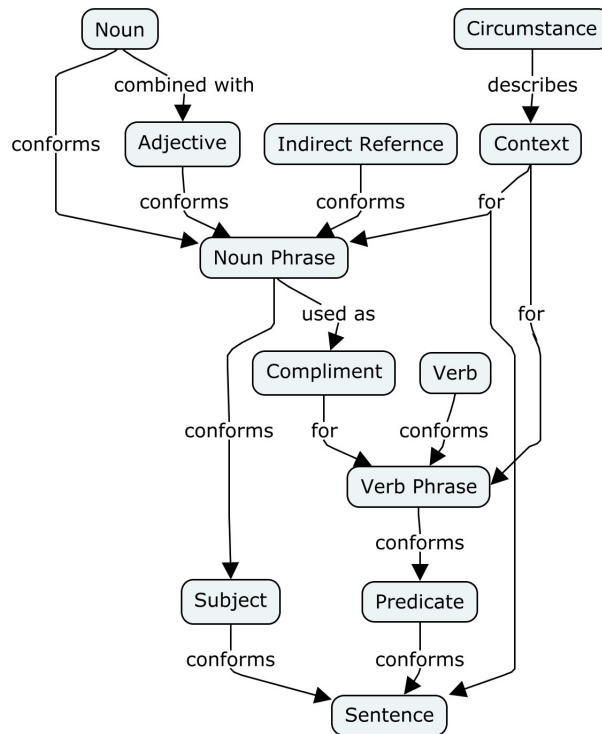 Noun
Circumstance
combined with
describes
conforms
Adjective
Indirect Refernce
Context
conforms
conforms
for
Noun Phrase
used as
for
Compliment
Verb
conforms
for
conforms
Verb Phrase
conforms
Subject
Predicate
conforms
conforms
Sentence